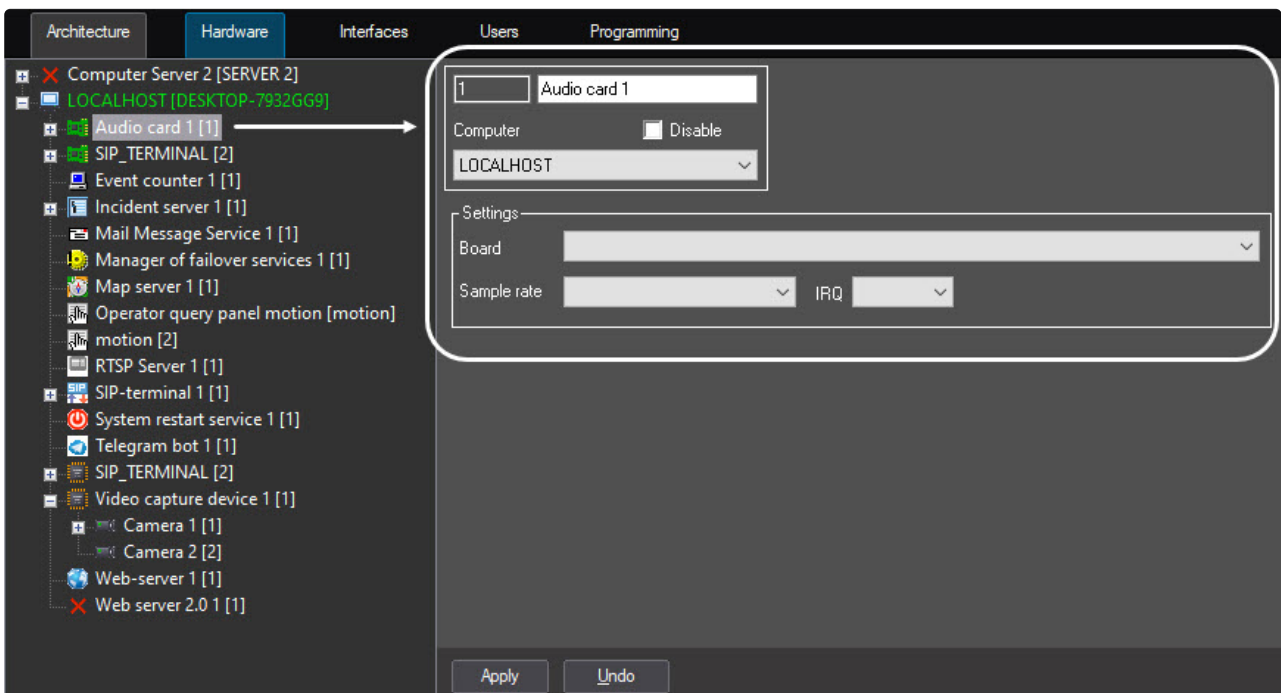 Architecture Hardware Interfaces Users Programming
Computer Server 2 [SERVER 2]
LOCALHOST [DESKTOP-7932GG9]
Audio card 1 [1]
SIP_TERMINAL [2]
Event counter 1 [1]
Incident server 1 [1]
Mail Message Service 1 [1]
Manager of failover services 1 [1]
Map server 1 [1]
Operator query panel motion [motion]
motion [2]
RTSP Server 1 [1]
SIP-terminal 1 [1]
System restart service 1 [1]
Telegram bot 1 [1]
SIP_TERMINAL [2]
Video capture device 1 [1]
Camera 1 [1]
Camera 2 [2]
Web-server 1 [1]
Web server 2.0 1 [1]
1 Audio card 1
Computer Disable
LOCALHOST
Settings
Board
Sample rate IRQ
Apply Undo